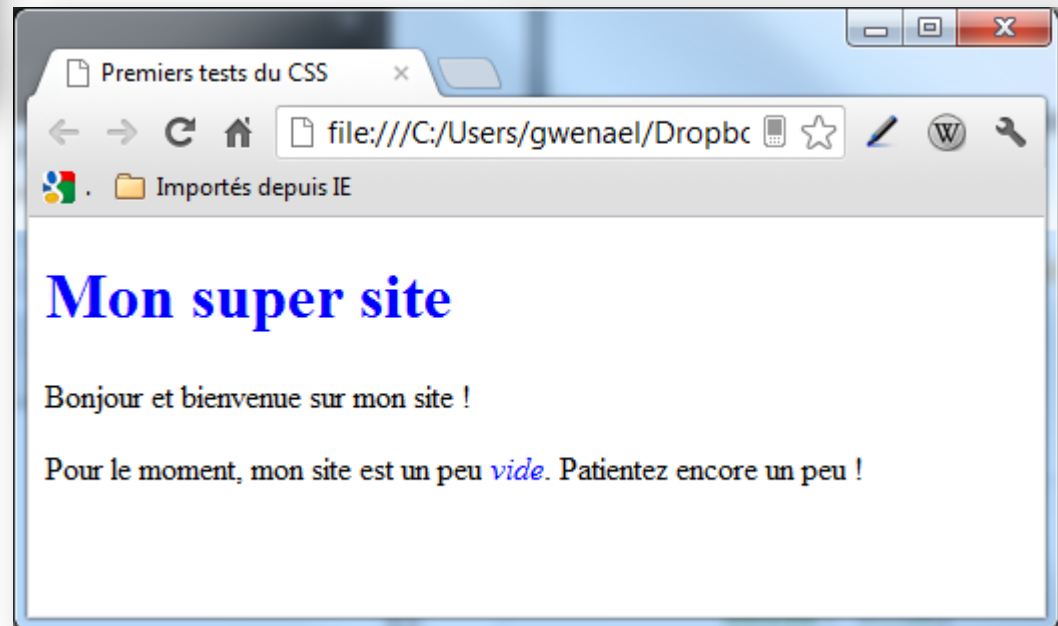 Premiers tests du CSS
file:///C:/Users/gwenael/Dropbc
W
. Importés depuis IE
Mon super site
Bonjour et bienvenue sur mon site !
Pour le moment, mon site est un peu vide. Patientez encore un peu !